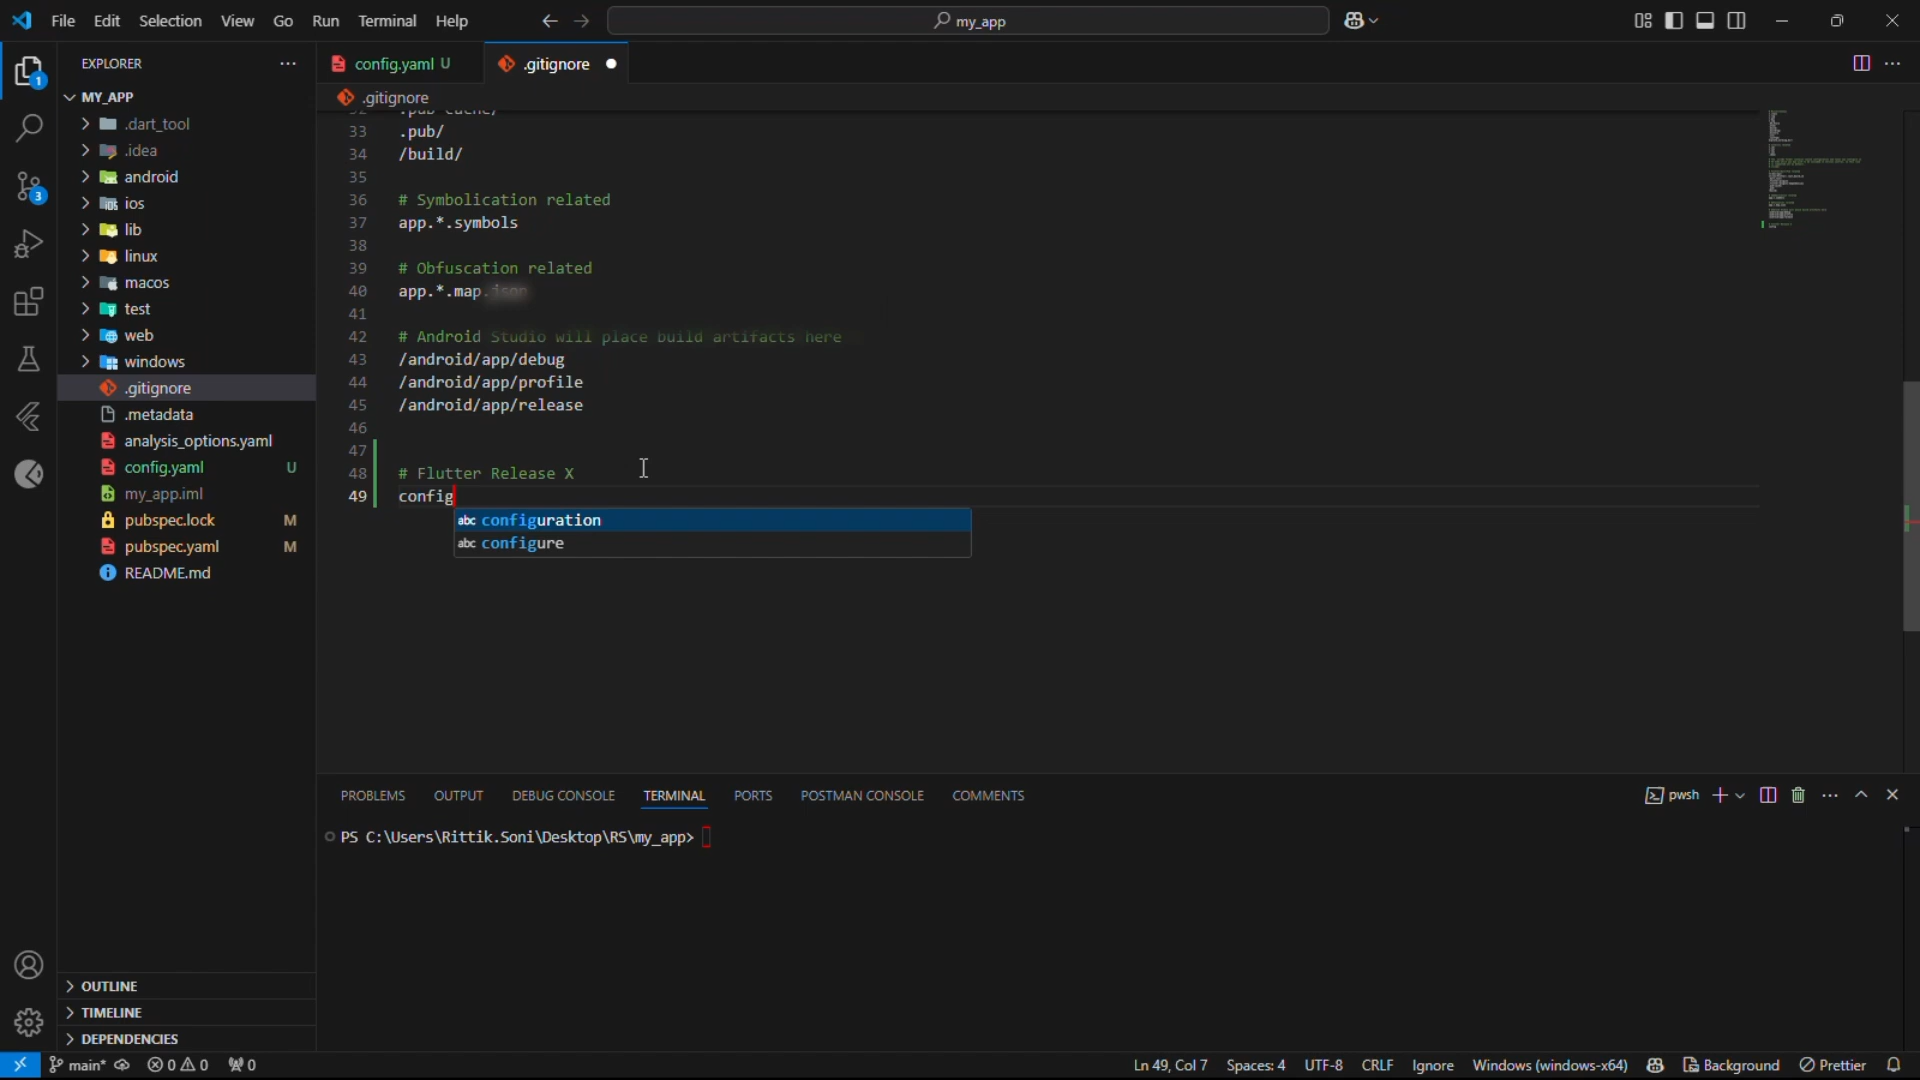 File Edit Selection View Go Run Terminal Help
my_app
EXPLORER
MY_APP
.dart_tool
.idea
android
ios
lib
linux
macos
test
web
windows
.gitignore
.metadata
analysis_options.yaml
config.yaml U
my_app.iml
pubspec.lock M
pubspec.yaml M
README.md
OUTLINE
TIMELINE
DEPENDENCIES
1
3
config.yaml U
.gitignore
.gitignore
33 .pub/
34 /build/
35
36 # Symbolication related
37 app.*.symbols
38
39 # Obfuscation related
40 app.*.map.json
41
42 # Android Studio will place build artifacts here
43 /android/app/debug
44 /android/app/profile
45 /android/app/release
46
47
48 # Flutter Release X
49 config
abc configuration
abc configure
PROBLEMS OUTPUT DEBUG CONSOLE TERMINAL PORTS POSTMAN CONSOLE COMMENTS
pwsh
PS C:\Users\Rittik.Soni\Desktop\RS\my_app>
main* 0 0 0
Ln 49, Col 7 Spaces: 4 UTF-8 CRLF Ignore Windows (windows-x64) Background Prettier